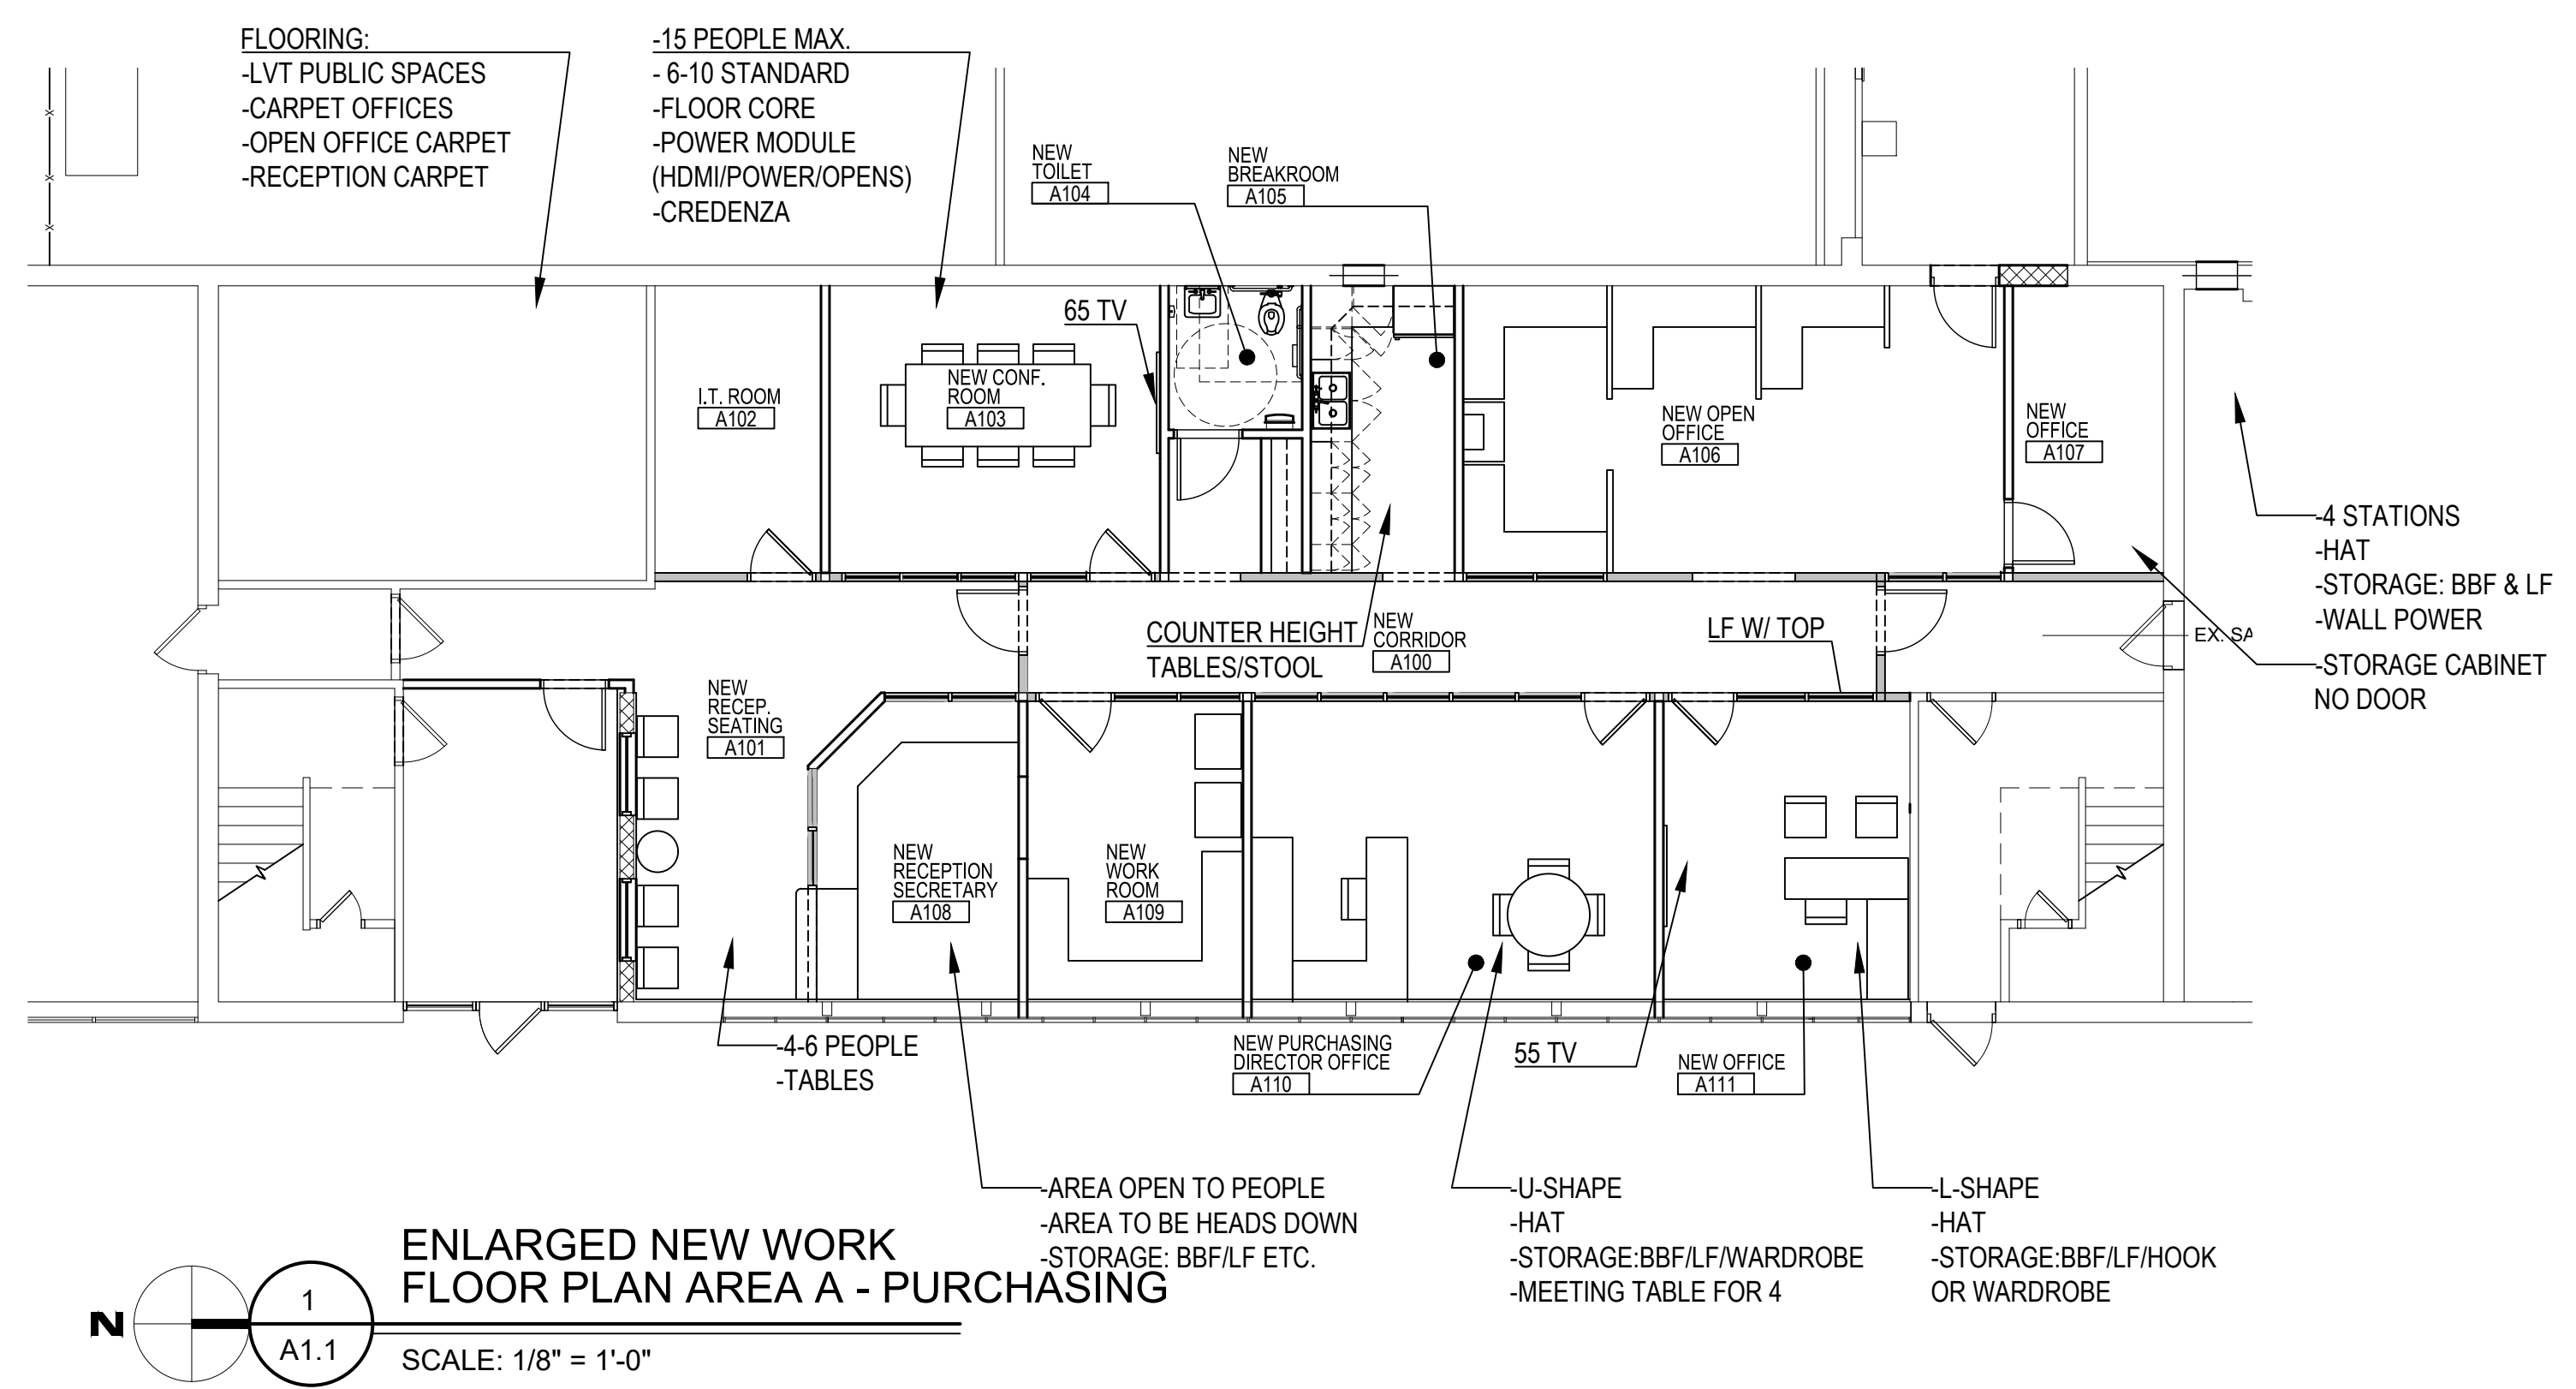 FLOORING:
-LVT PUBLIC SPACES
-CARPET OFFICES
-OPEN OFFICE CARPET
-RECEPTION CARPET
-15 PEOPLE MAX.
- 6-10 STANDARD
-FLOOR CORE
-POWER MODULE
(HDMI/POWER/OPENS)
-CREDENZA
NEW
TOILET
A104
NEW
BREAKROOM
A105
65 TV
I.T. ROOM
A102
NEW CONF.
ROOM
A103
NEW OPEN
OFFICE
A106
NEW
OFFICE
A107
-4 STATIONS
-HAT
-STORAGE: BBF & LF
-WALL POWER
-STORAGE CABINET
NO DOOR
COUNTER HEIGHT
TABLES/STOOL
NEW
CORRIDOR
A100
LF W/ TOP
EX. SA
NEW
RECEP.
SEATING
A101
NEW
RECEPTION
SECRETARY
A108
NEW
WORK
ROOM
A109
-4-6 PEOPLE
-TABLES
NEW PURCHASING
DIRECTOR OFFICE
A110
55 TV
NEW OFFICE
A111
-AREA OPEN TO PEOPLE
-AREA TO BE HEADS DOWN
-STORAGE: BBF/LF ETC.
-U-SHAPE
-HAT
-STORAGE:BBF/LF/WARDROBE
-MEETING TABLE FOR 4
-L-SHAPE
-HAT
-STORAGE:BBF/LF/HOOK
OR WARDROBE
N
1
A1.1
ENLARGED NEW WORK
FLOOR PLAN AREA A - PURCHASING
SCALE: 1/8" = 1'-0"